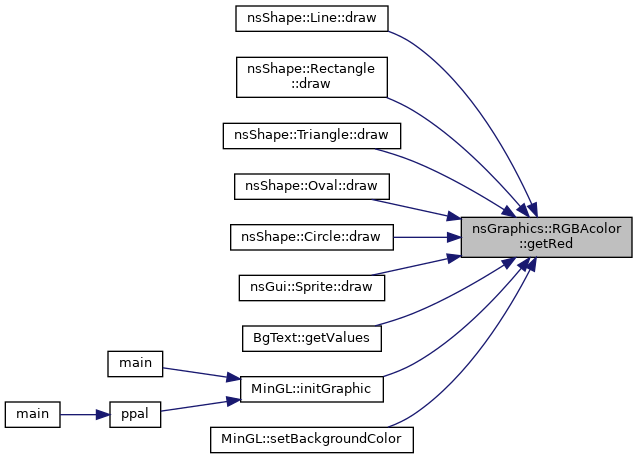 nsShape::Line::draw
nsShape::Rectangle
::draw
nsShape::Triangle::draw
nsShape::Oval::draw
nsGraphics::RGBAcolor
::getRed
nsShape::Circle::draw
nsGui::Sprite::draw
BgText::getValues
main
MinGL::initGraphic
main
ppal
MinGL::setBackgroundColor